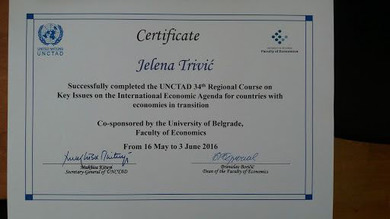 UNITED NATIONS
UNCTAD
Faculty of Economics
Certificate
Jelena Trivić
Successfully completed the UNCTAD 34th Regional Course on
Key Issues on the International Economic Agenda for countries with
economies in transition
Co-sponsored by the University of Belgrade,
Faculty of Economics
From 16 May to 3 June 2016
Mukhisa Kituyi
Secretary General of UNCTAD
Branislav Boričić
Dean of the Faculty of Economics